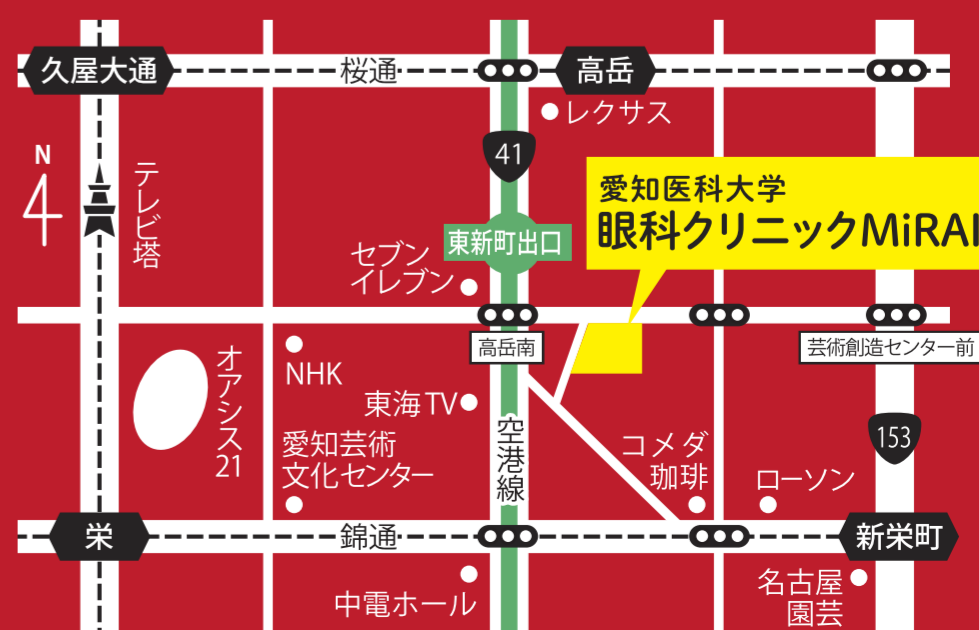 久屋大通
桜通
高岳
レクサス
N
41
テレビ塔
愛知医科大学
眼科クリニックMiRAI
東新町出口
セブン
イレブン
高岳南
芸術創造センター前
オアシス21
NHK
東海TV
空港線
愛知芸術
文化センター
コメダ
珈琲
153
ローソン
栄
錦通
新栄町
中電ホール
名古屋
園芸